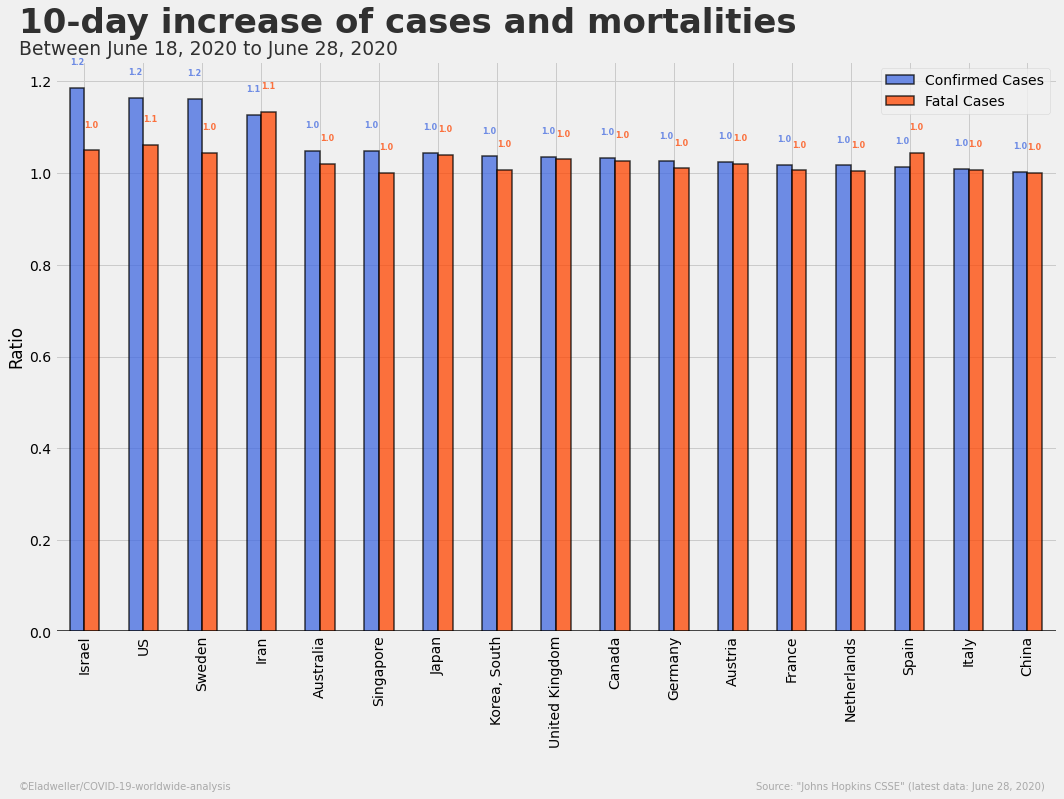 10-day increase of cases and mortalities
Between June 18, 2020 to June 28, 2020
Confirmed Cases
Fatal Cases
1.2 1.0 1.2 1.1 1.2 1.0 1.1 1.1 1.0 1.0 1.0 1.0 1.0 1.0 1.0 1.0 1.0 1.0 1.0 1.0 1.0 1.0 1.0 1.0 1.0 1.0 1.0 1.0 1.0 1.0 1.0 1.0 1.0 1.0
1.2
1.0
0.8
0.6
0.4
0.2
0.0
Ratio
Israel
US
Sweden
Iran
Australia
Singapore
Japan
Korea, South
United Kingdom
Canada
Germany
Austria
France
Netherlands
Spain
Italy
China
©Eladweller/COVID-19-worldwide-analysis
Source: "Johns Hopkins CSSE" (latest data: June 28, 2020)